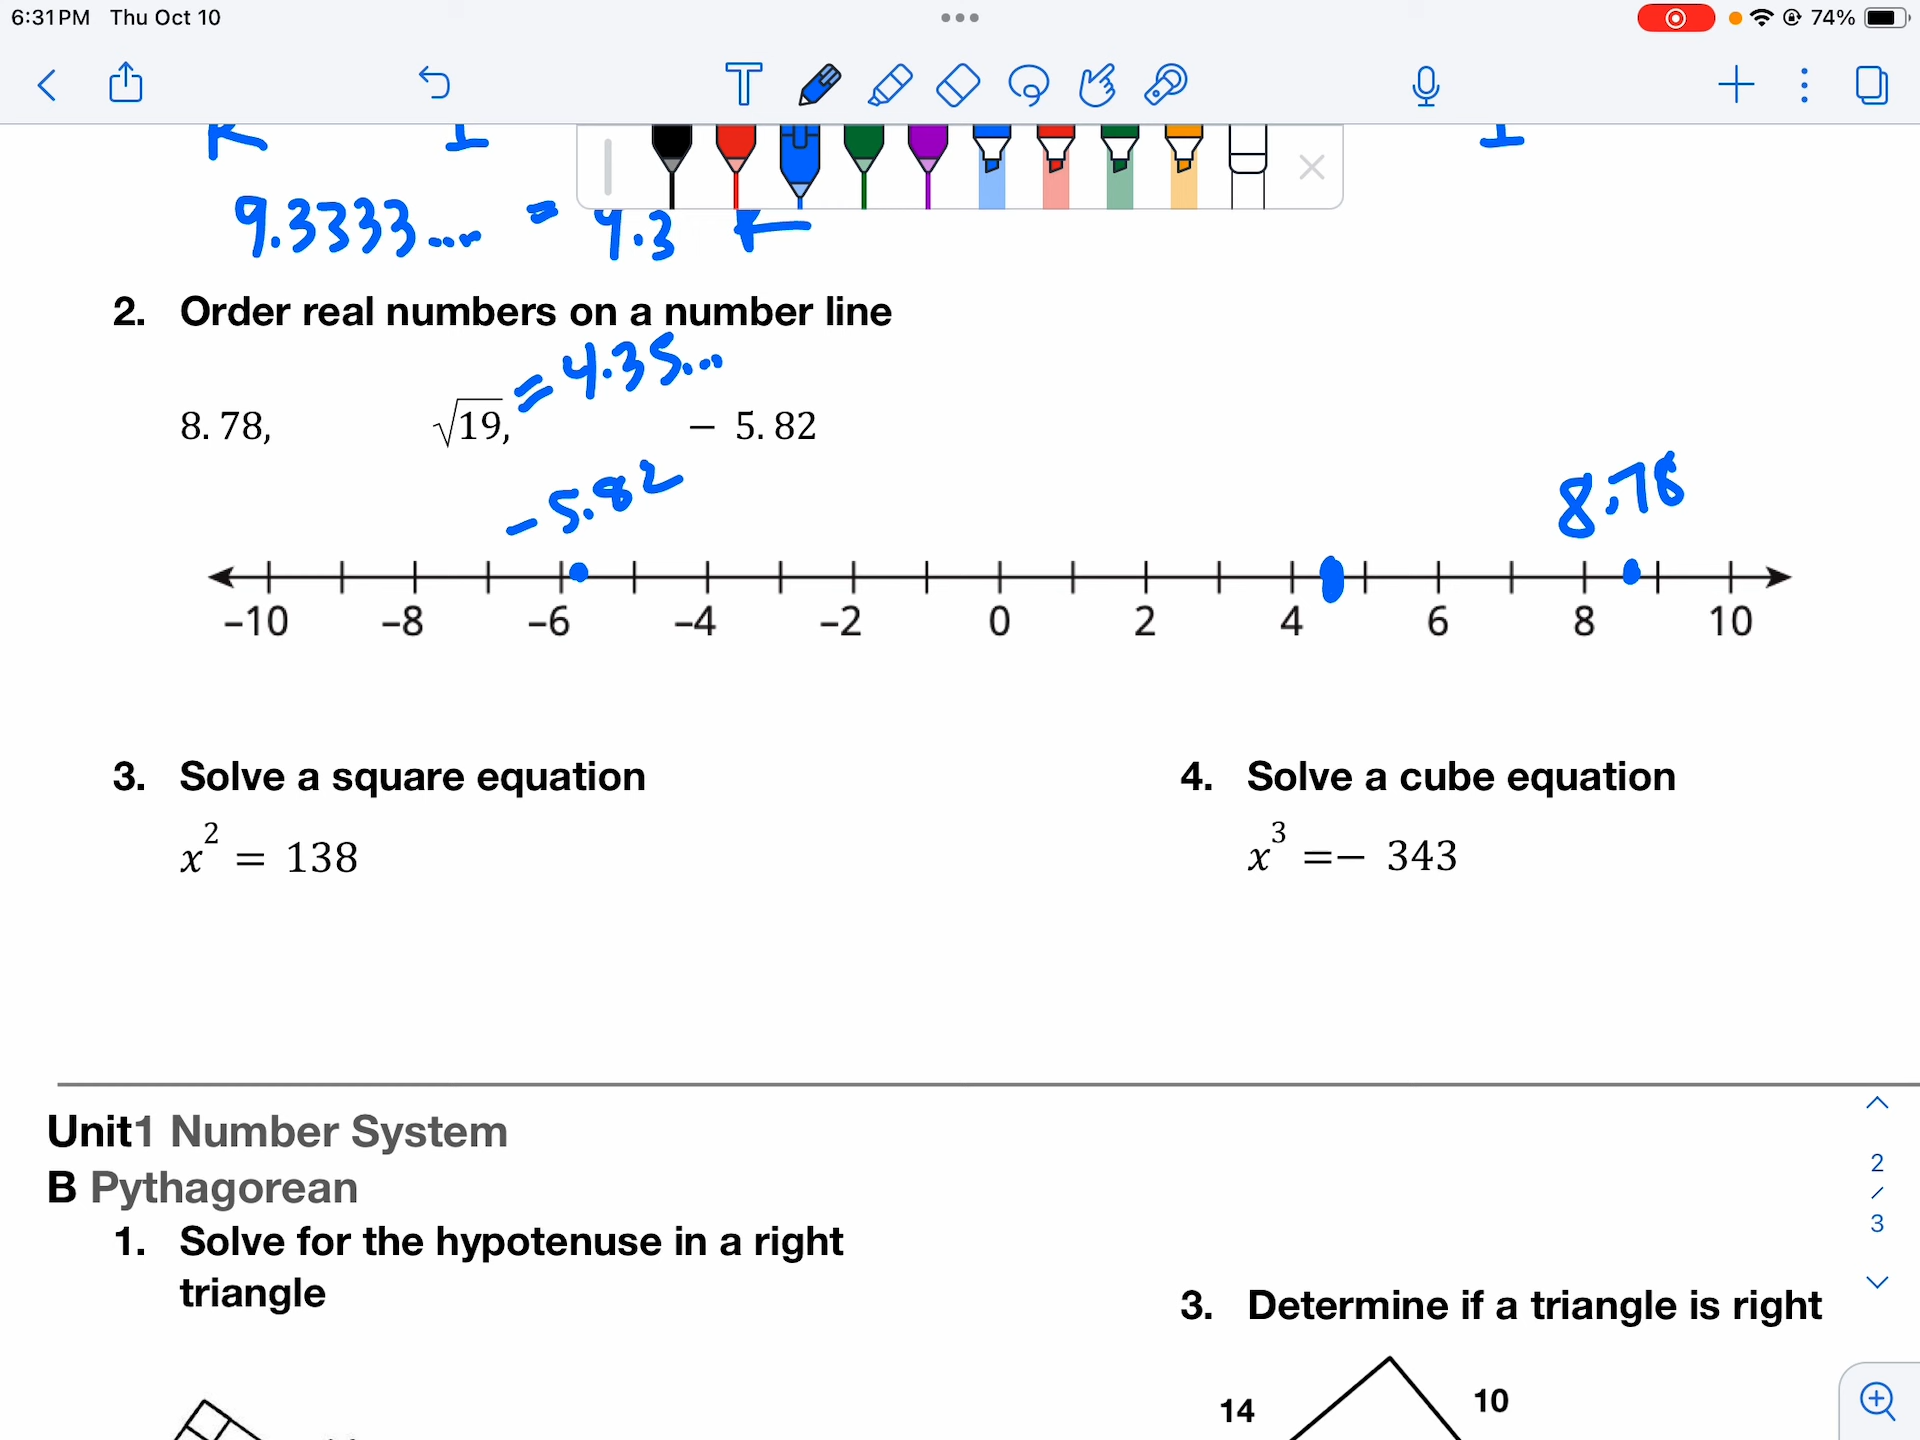 6:31 PM Thu Oct 10
74%
9.3333... =
2. Order real numbers on a number line
= 4.35...
8.78, √19, − 5.82
-5.82
8.78
–10 –8 –6 –4 –2 0 2 4 6 8 10
3. Solve a square equation
x² = 138
4. Solve a cube equation
x³ =− 343
Unit1 Number System
B Pythagorean
1. Solve for the hypotenuse in a right
triangle
3. Determine if a triangle is right
14 10
2
/
3